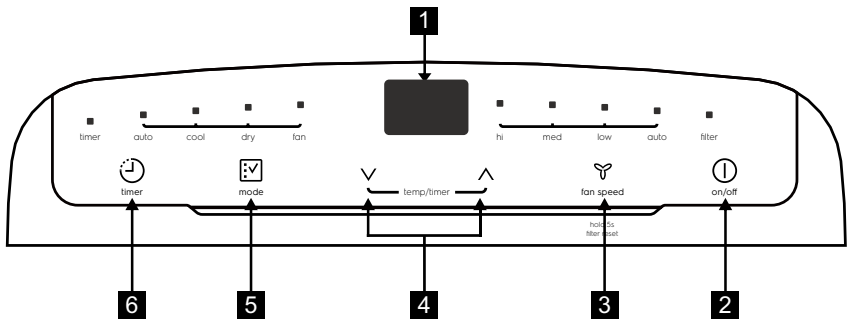 1
timer auto cool dry fan hi med low auto filter
timer mode temp/timer fan speed on/off
hold 5s
filter reset
6 5 4 3 2